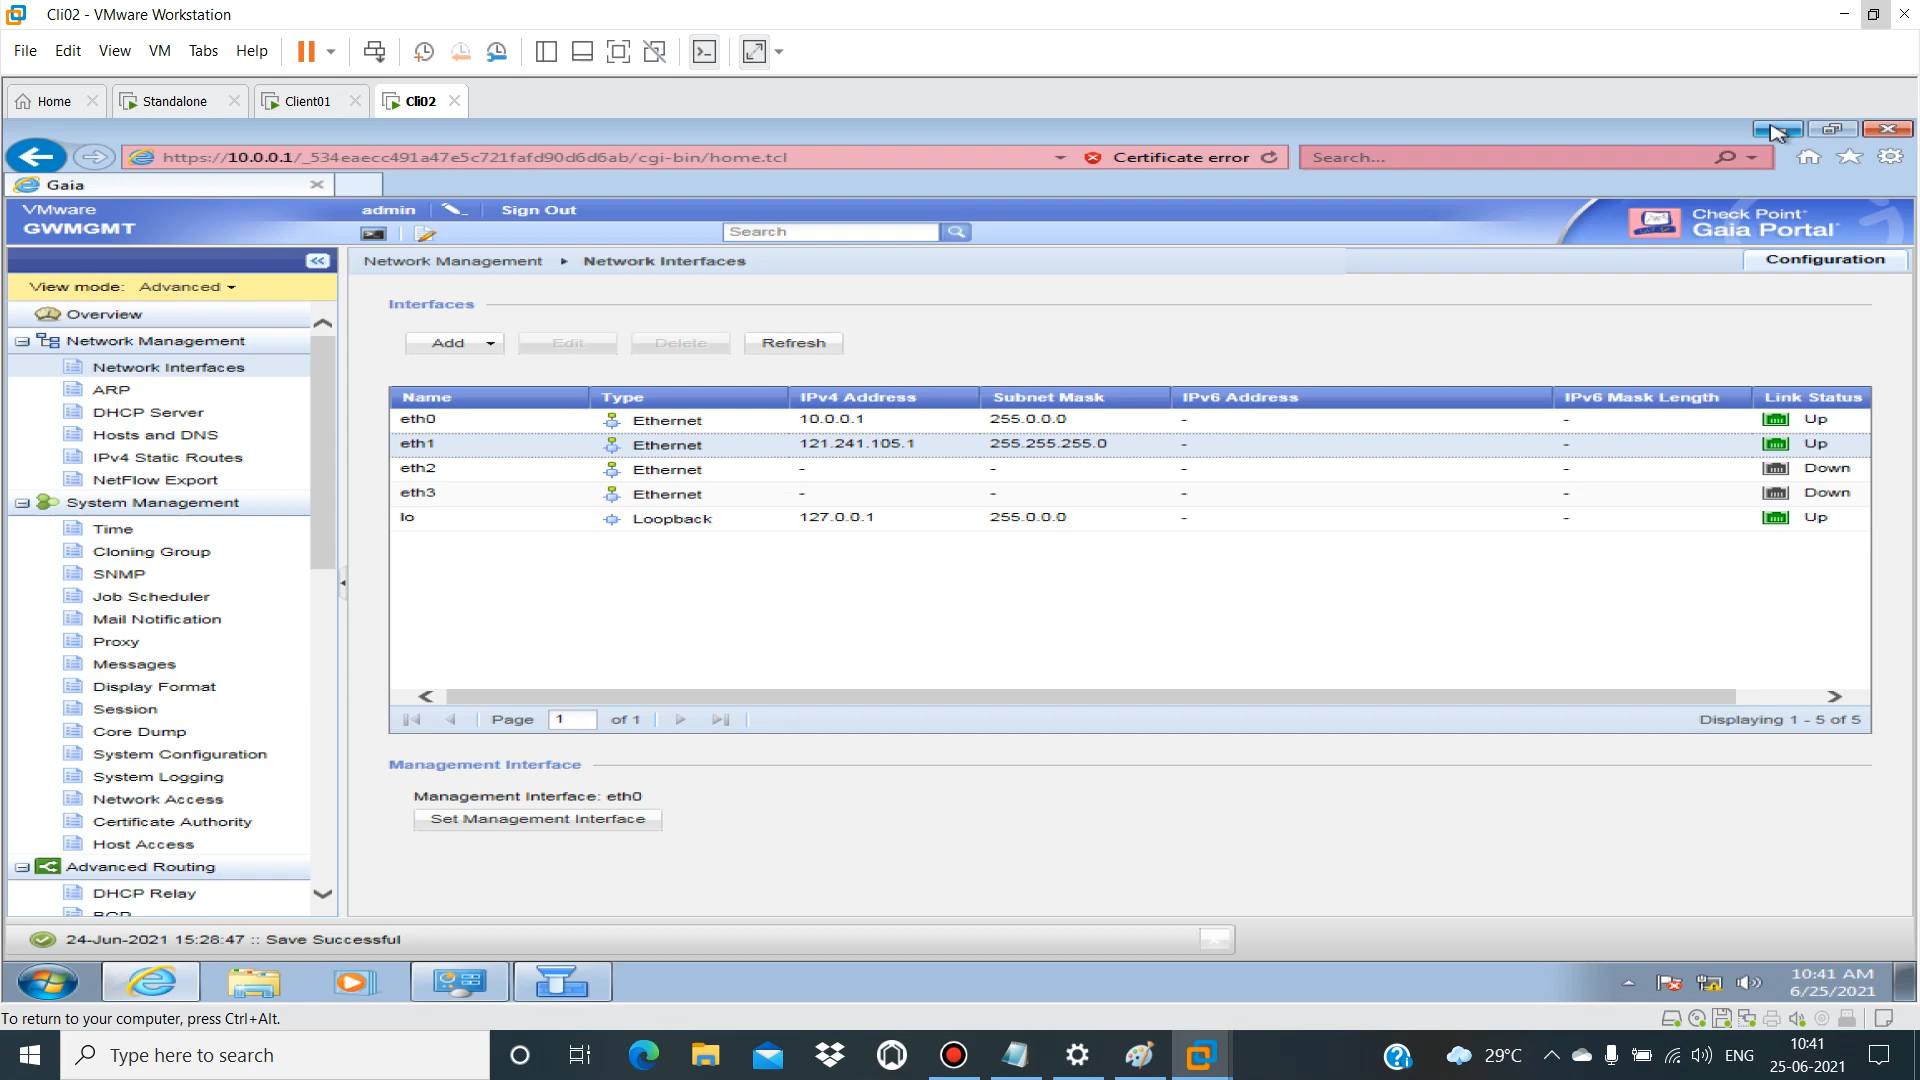 Cli02 - VMware Workstation
File Edit View VM Tabs Help
Home Standalone Client01 Cli02
https://10.0.0.1/_534eaecc491a47e5c721fafd90d6d6ab/cgi-bin/home.tcl Certificate error Search...
Gaia
VMware
GWMGMT
admin Sign Out
Search
Check Point
Gaia Portal
Network Management Network Interfaces Configuration
View mode: Advanced
Overview
Network Management
Network Interfaces
ARP
DHCP Server
Hosts and DNS
IPv4 Static Routes
NetFlow Export
System Management
Time
Cloning Group
SNMP
Job Scheduler
Mail Notification
Proxy
Messages
Display Format
Session
Core Dump
System Configuration
System Logging
Network Access
Certificate Authority
Host Access
Advanced Routing
DHCP Relay
BGP
Interfaces
Add Edit Delete Refresh
Name Type IPv4 Address Subnet Mask IPv6 Address IPv6 Mask Length Link Status
eth0 Ethernet 10.0.0.1 255.0.0.0 - - Up
eth1 Ethernet 121.241.105.1 255.255.255.0 - - Up
eth2 Ethernet - - - - Down
eth3 Ethernet - - - - Down
lo Loopback 127.0.0.1 255.0.0.0 - - Up
Page 1 of 1 Displaying 1 - 5 of 5
Management Interface
Management Interface: eth0
Set Management Interface
24-Jun-2021 15:28:47 :: Save Successful
10:41 AM
6/25/2021
To return to your computer, press Ctrl+Alt.
Type here to search
29°C ENG
10:41
25-06-2021